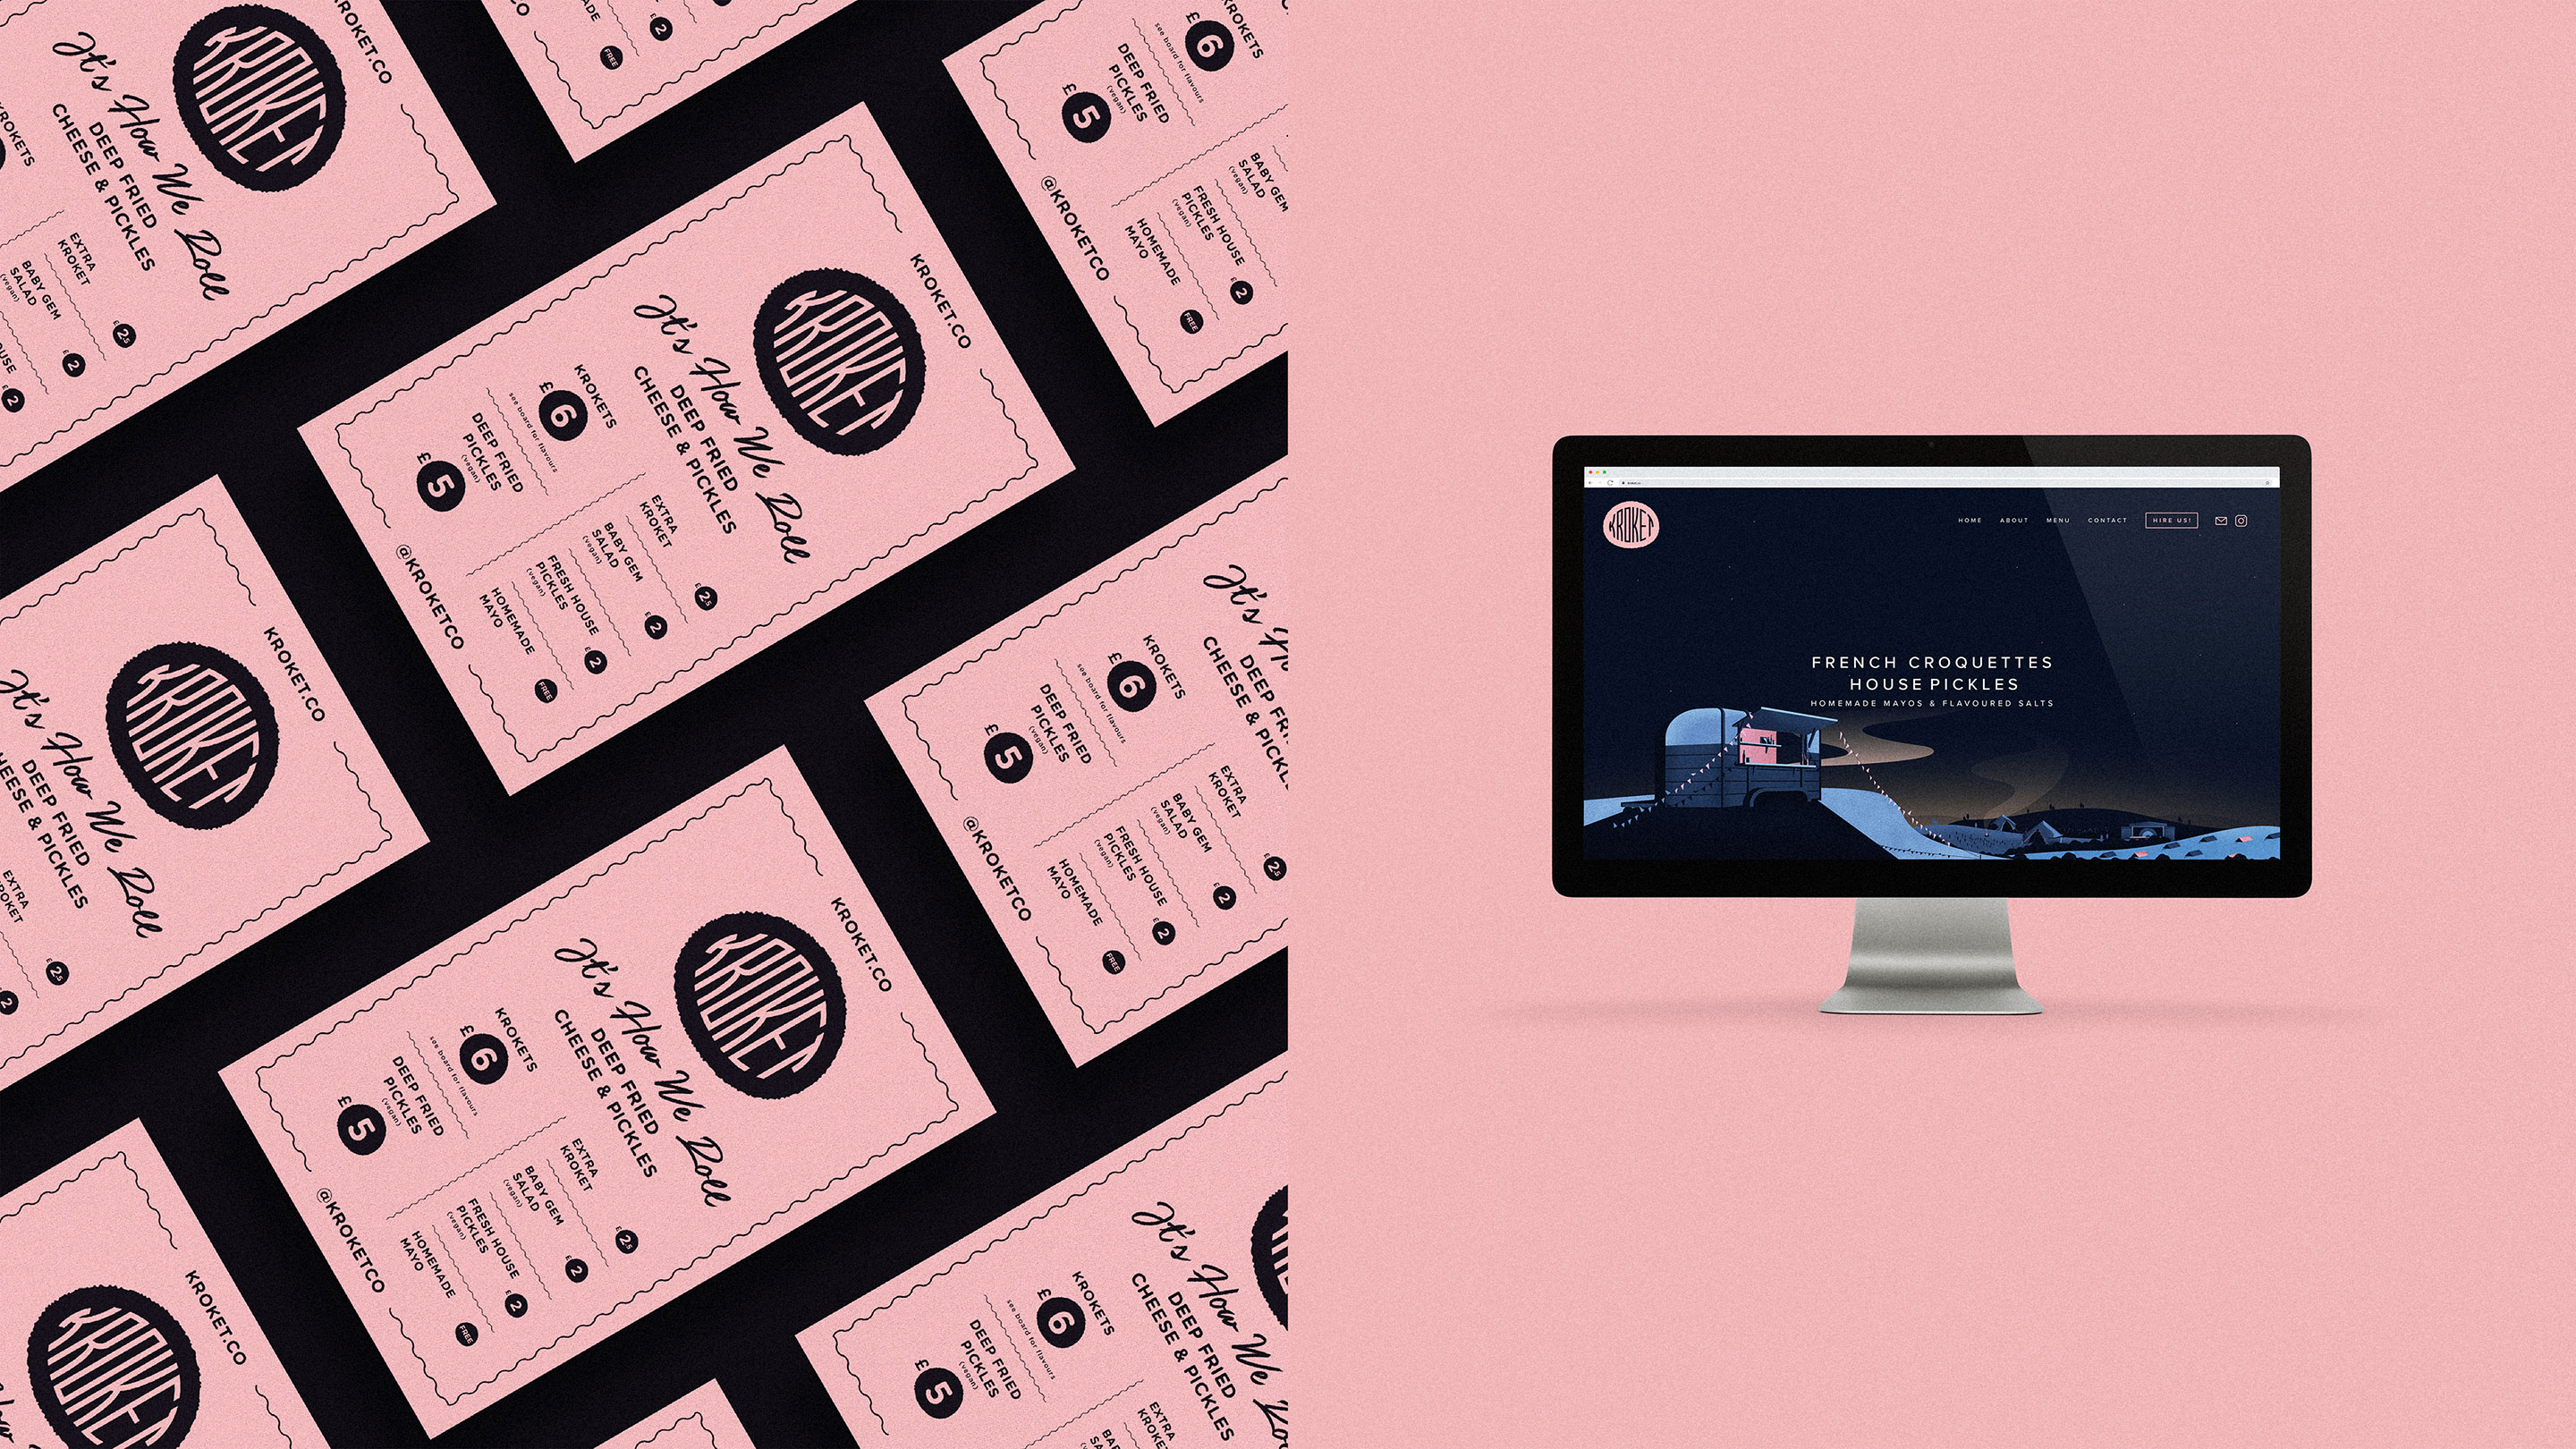 KROKET.CO
KROKET
It's How We Roll
DEEP FRIED
CHEESE & PICKLES
KROKETS
£6
see board for flavours
DEEP FRIED
PICKLES
(vegan)
£5
EXTRA
KROKET
£2.5
BABY GEM
SALAD
(vegan)
£2
FRESH HOUSE
PICKLES
(vegan)
£2
HOMEMADE
MAYO
FREE
@KROKETCO
KROKET
HOME
ABOUT
MENU
CONTACT
HIRE US!
FRENCH CROQUETTES
HOUSE PICKLES
HOMEMADE MAYOS & FLAVOURED SALTS